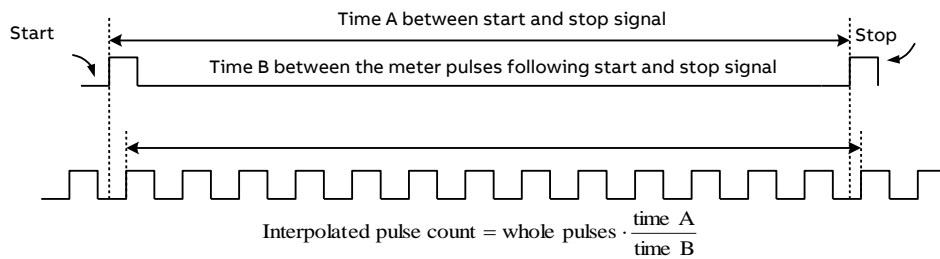 Time A between start and stop signal
Start
Stop
Time B between the meter pulses following start and stop signal
Interpolated pulse count = whole pulses · time A / time B